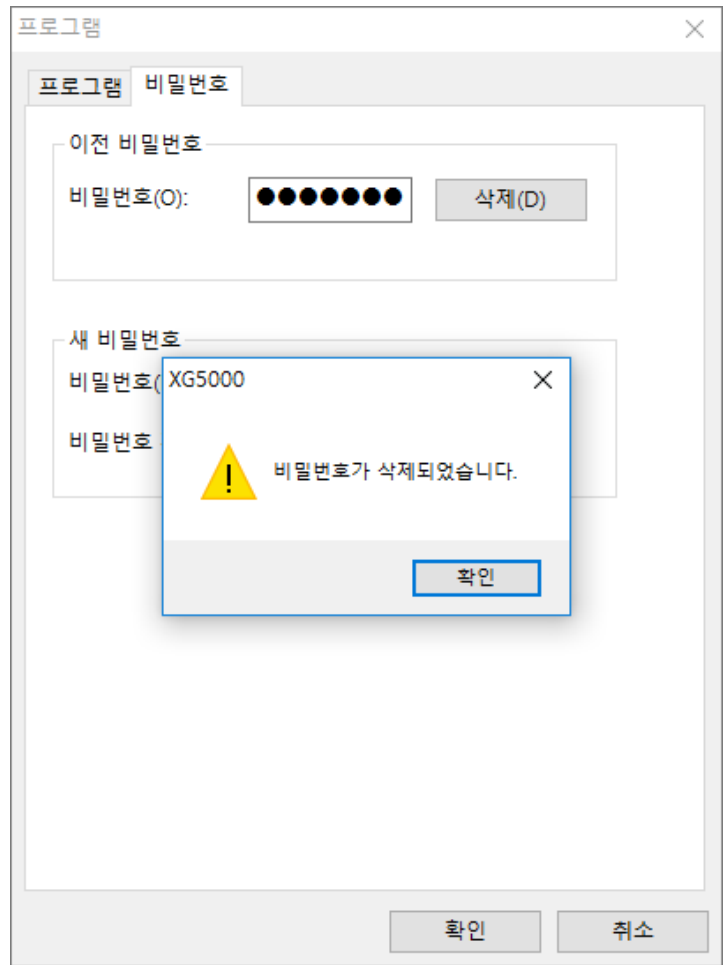 프로그램
프로그램 비밀번호
이전 비밀번호
비밀번호(O): ●●●●●●● 삭제(D)
새 비밀번호
비밀번호(
비밀번호
XG5000
비밀번호가 삭제되었습니다.
확인
확인 취소